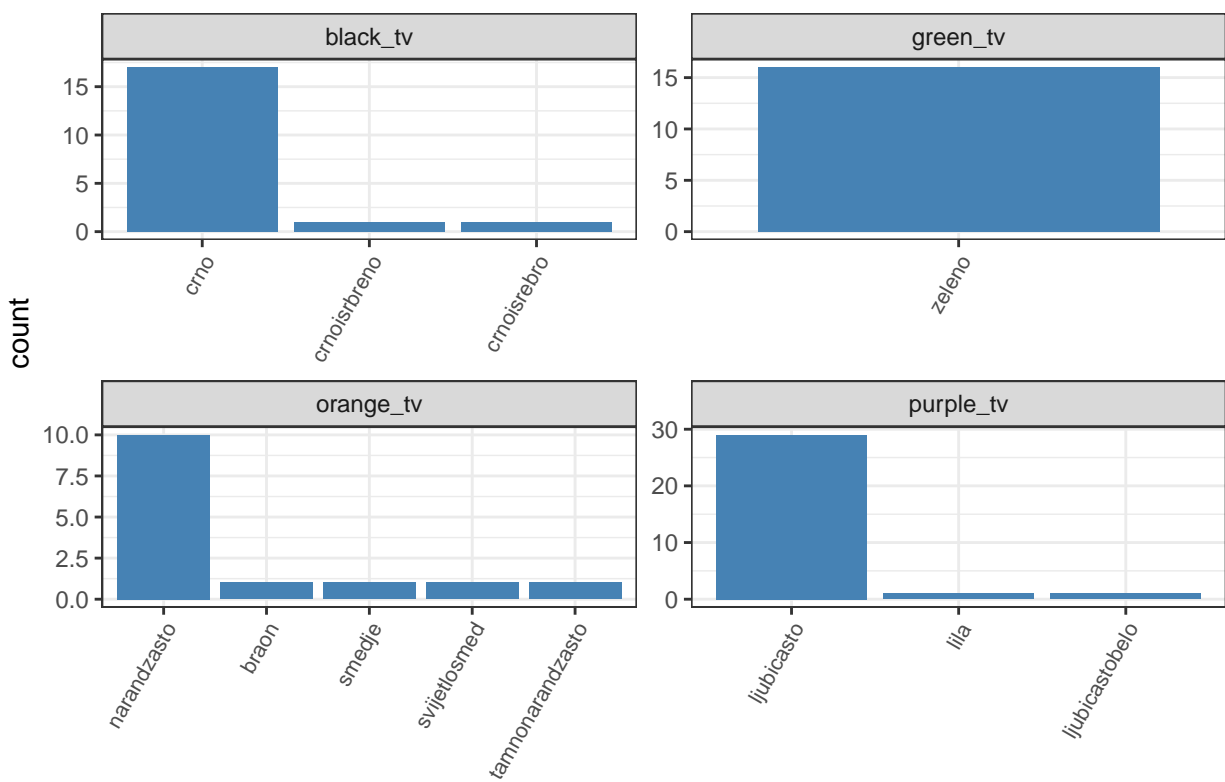 black_tv
green_tv
15
10
5
0
15
10
5
0
crno
crnoisrbreno
crnoisrebro
zeleno
count
orange_tv
purple_tv
10.0
7.5
5.0
2.5
0.0
30
20
10
0
narandzasto
braon
smedje
svijetlosmed
tamnonarandzasto
ljubicasto
lila
ljubicastobelo